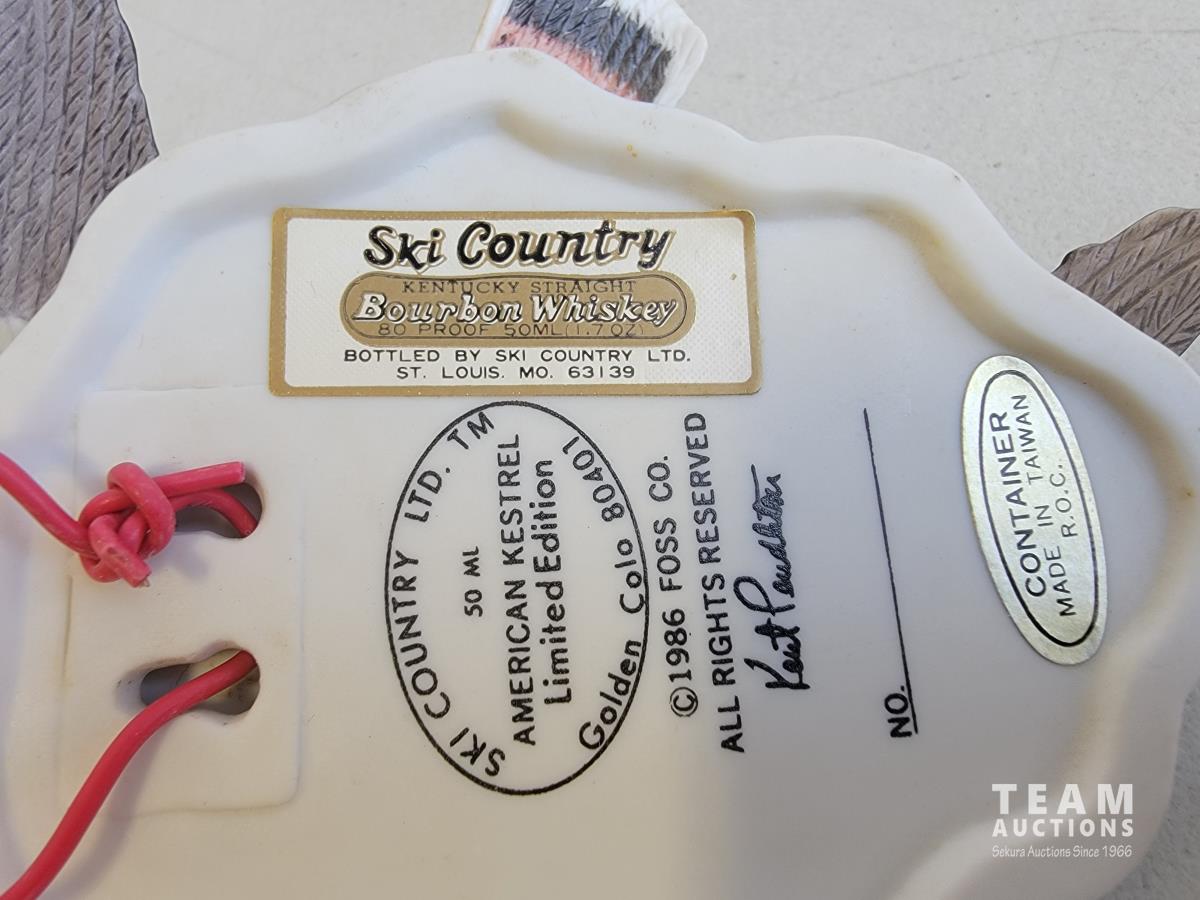 Ski Country
KENTUCKY STRAIGHT
Bourbon Whiskey
80 PROOF 50ML (1.7 OZ)
BOTTLED BY SKI COUNTRY LTD.
ST. LOUIS. MO. 63139
SKI COUNTRY LTD. TM
50 ML
AMERICAN KESTREL
Limited Edition
Golden Colo 80401
©1986 FOSS CO.
ALL RIGHTS RESERVED
Kent Pendleton
NO.
CONTAINER
MADE IN TAIWAN
R.O.C.
TEAM
AUCTIONS
Sekura Auctions Since 1966